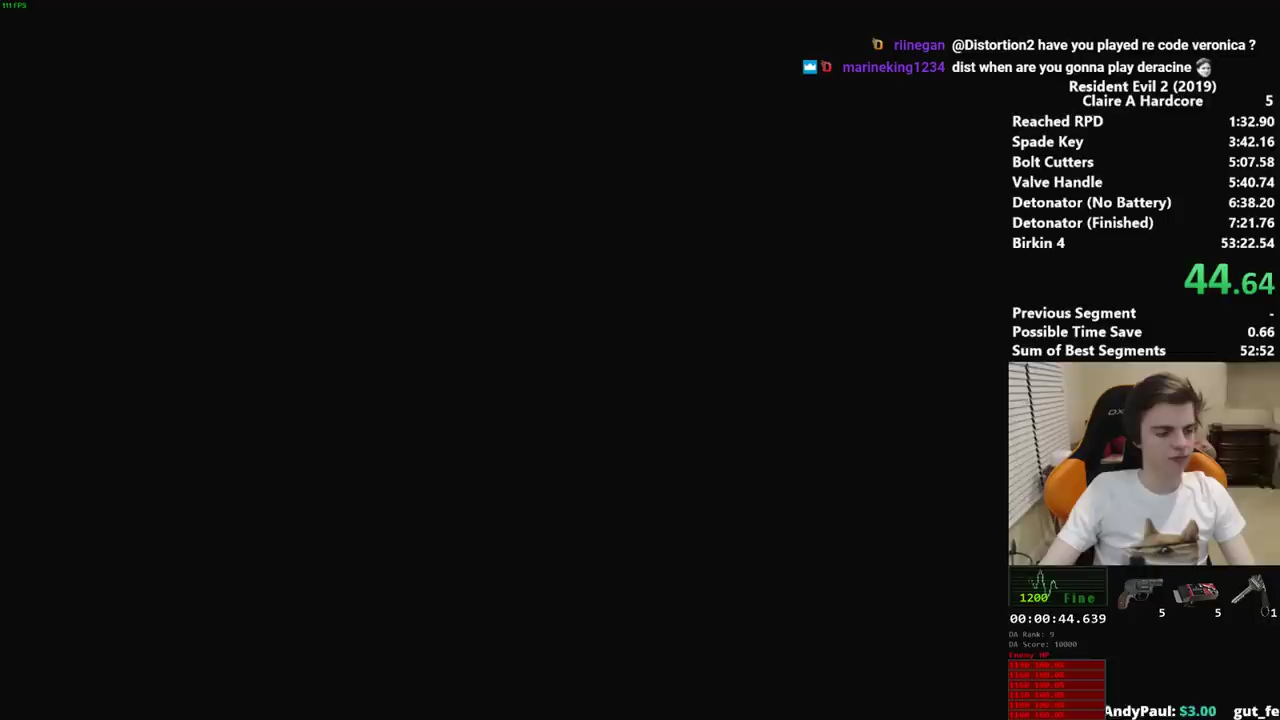 111 FPS
riinegan @Distortion2 have you played re code veronica ?
marineking1234 dist when are you gonna play deracine
Resident Evil 2 (2019)
Claire A Hardcore 5
Reached RPD 1:32.90
Spade Key 3:42.16
Bolt Cutters 5:07.58
Valve Handle 5:40.74
Detonator (No Battery) 6:38.20
Detonator (Finished) 7:21.76
Birkin 4 53:22.54
44.64
Previous Segment -
Possible Time Save 0.66
Sum of Best Segments 52:52
DX
1200 Fine
5 5 1
00:00:44.639
DA Rank: 9
DA Score: 10000
Enemy HP
AndyPaul: $3.00 gut_fe